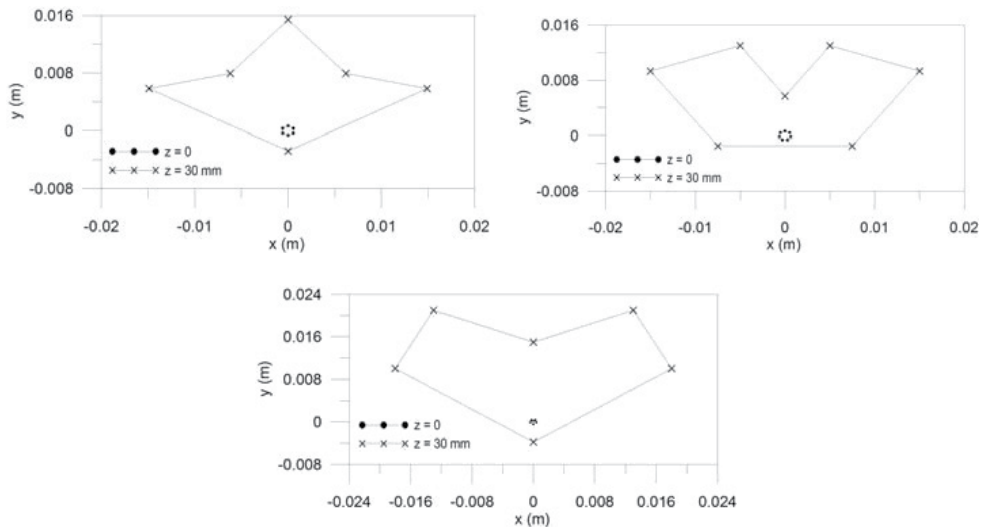 0.016
0.008
0
-0.008
y (m)
z = 0
z = 30 mm
-0.02 -0.01 0 0.01 0.02
x (m)
0.016
0.008
0
-0.008
y (m)
z = 0
z = 30 mm
-0.02 -0.01 0 0.01 0.02
x (m)
0.024
0.016
0.008
0
-0.008
y (m)
z = 0
z = 30 mm
-0.024 -0.016 -0.008 0 0.008 0.016 0.024
x (m)